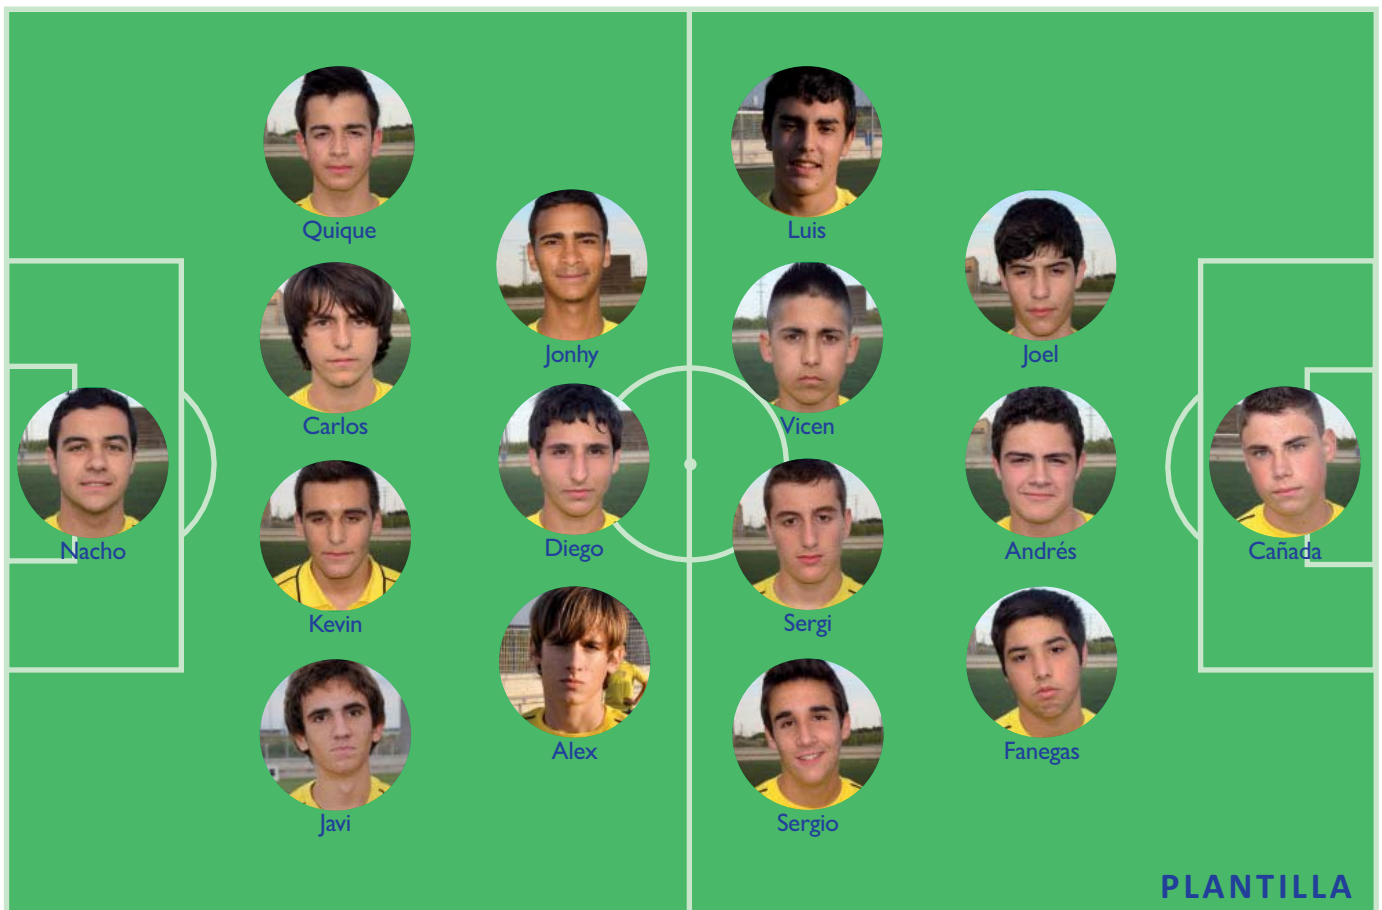 Quique
Luis
Jonhy
Joel
Carlos
Vicen
Nacho
Diego
Andrés
Cañada
Kevin
Sergi
Alex
Fanegas
Javi
Sergio
PLANTILLA